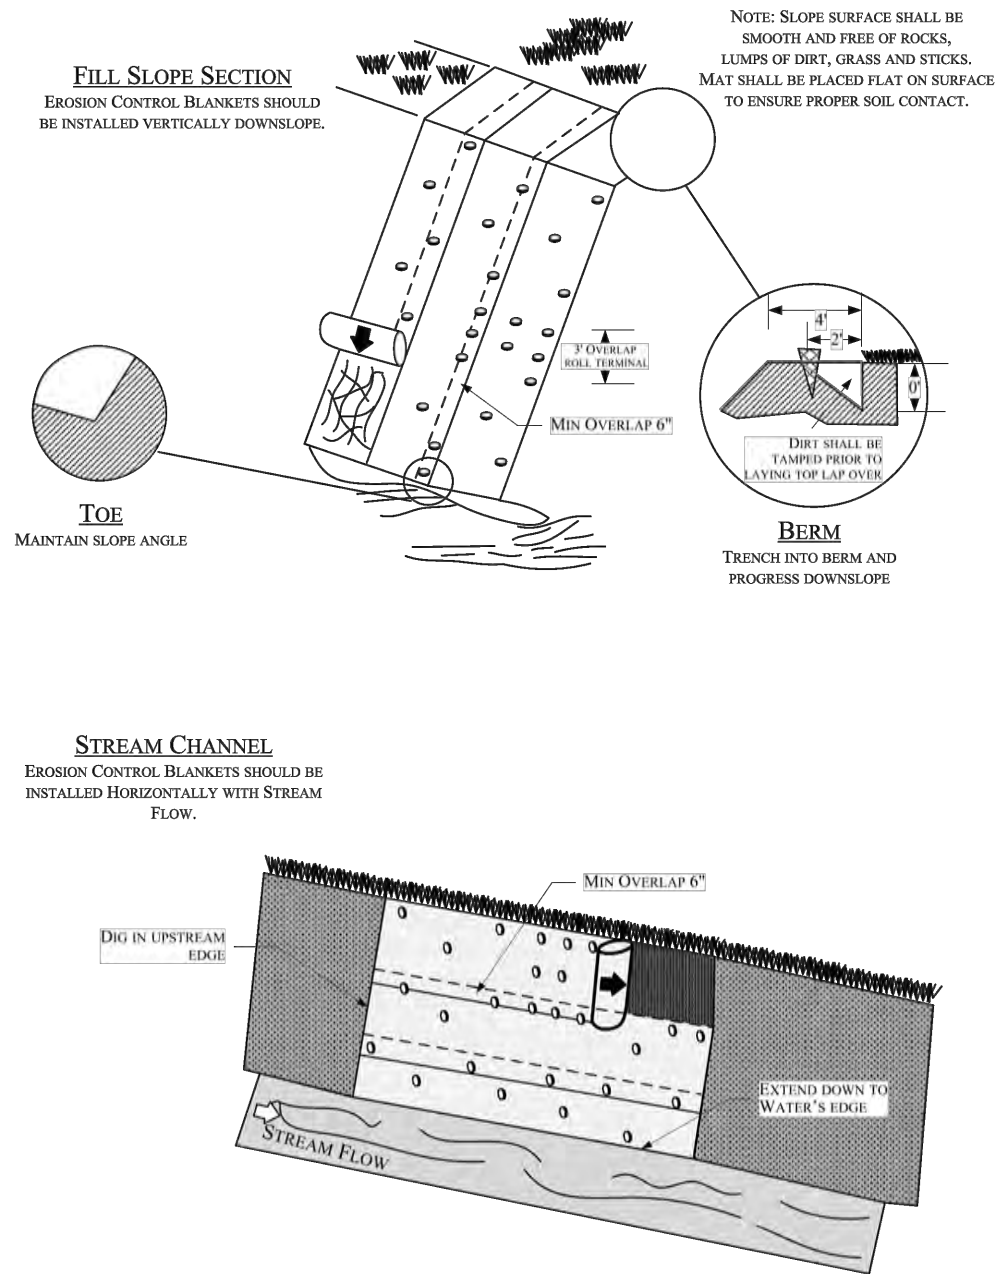 NOTE: SLOPE SURFACE SHALL BE
SMOOTH AND FREE OF ROCKS,
LUMPS OF DIRT, GRASS AND STICKS.
MAT SHALL BE PLACED FLAT ON SURFACE
TO ENSURE PROPER SOIL CONTACT.
FILL SLOPE SECTION
EROSION CONTROL BLANKETS SHOULD
BE INSTALLED VERTICALLY DOWNSLOPE.
4'
2'
0'
3' OVERLAP
ROLL TERMINAL
MIN OVERLAP 6"
DIRT SHALL BE
TAMPED PRIOR TO
LAYING TOP LAP OVER
TOE
MAINTAIN SLOPE ANGLE
BERM
TRENCH INTO BERM AND
PROGRESS DOWNSLOPE
STREAM CHANNEL
EROSION CONTROL BLANKETS SHOULD BE
INSTALLED HORIZONTALLY WITH STREAM
FLOW.
MIN OVERLAP 6"
DIG IN UPSTREAM
EDGE
EXTEND DOWN TO
WATER'S EDGE
STREAM FLOW